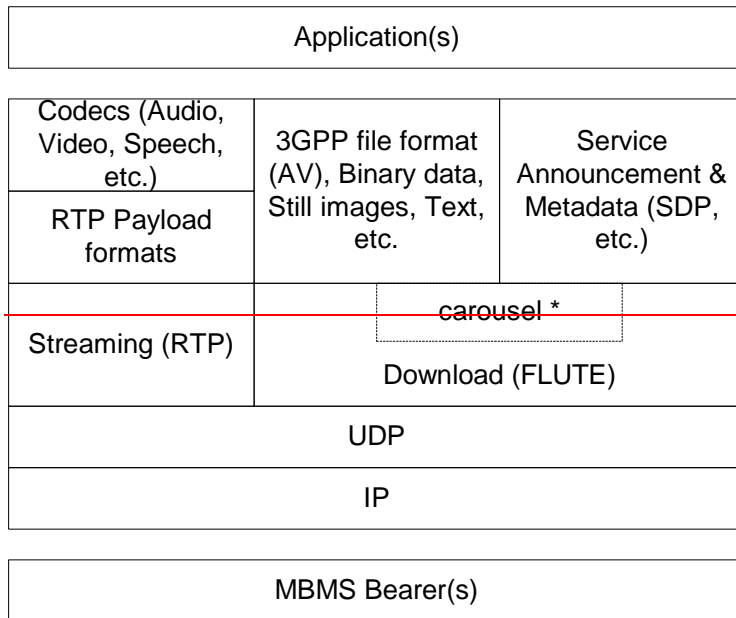 Application(s)
Codecs (Audio,
Video, Speech,
etc.)
RTP Payload
formats
3GPP file format
(AV), Binary data,
Still images, Text,
etc.
Service
Announcement &
Metadata (SDP,
etc.)
Streaming (RTP)
carousel *
Download (FLUTE)
UDP
IP
MBMS Bearer(s)